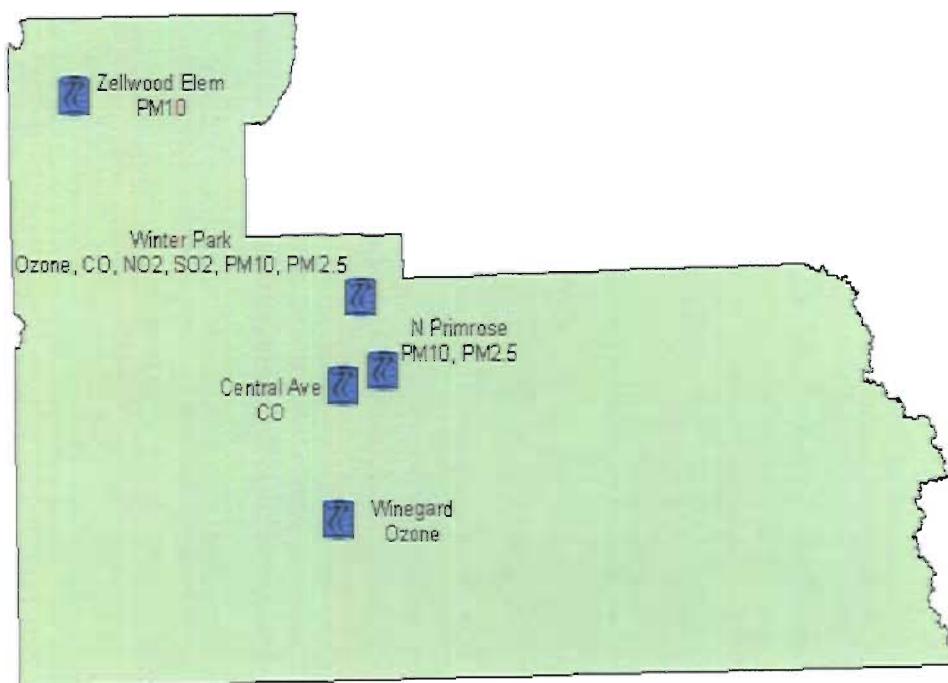 Zellwood Elem
PM10
Winter Park
Ozone, CO, NO2, SO2, PM10, PM2.5
N Primrose
PM10, PM2.5
Central Ave
CO
Winegard
Ozone